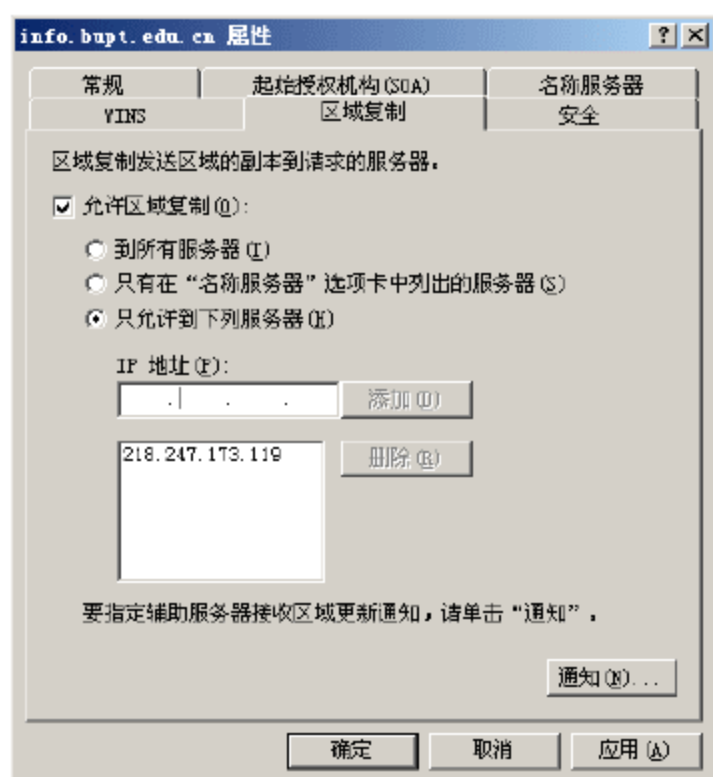 info.bupt.edu.cn 属性
常规 起始授权机构(SOA) 名称服务器
WINS 区域复制 安全
区域复制发送区域的副本到请求的服务器。
允许区域复制(O):
到所有服务器(T)
只有在“名称服务器”选项卡中列出的服务器(S)
只允许到下列服务器(H)
IP 地址(P):
. . . 添加(D)
218.247.173.119 删除(R)
要指定辅助服务器接收区域更新通知，请单击“通知”。
通知(N)...
确定 取消 应用(A)